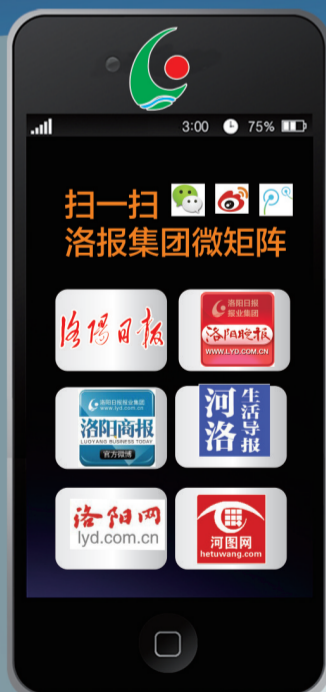 3:00 75%
扫一扫
洛报集团微矩阵
洛阳日报
洛阳日报
报业集团
洛阳晚报
WWW.LYD.COM.CN
洛阳日报报业集团
www.lyd.com.cn
洛阳商报
LUOYANG BUSINESS TODAY
官方微博
河洛
生活导报
洛阳网
lyd.com.cn
河图网
hetuwang.com